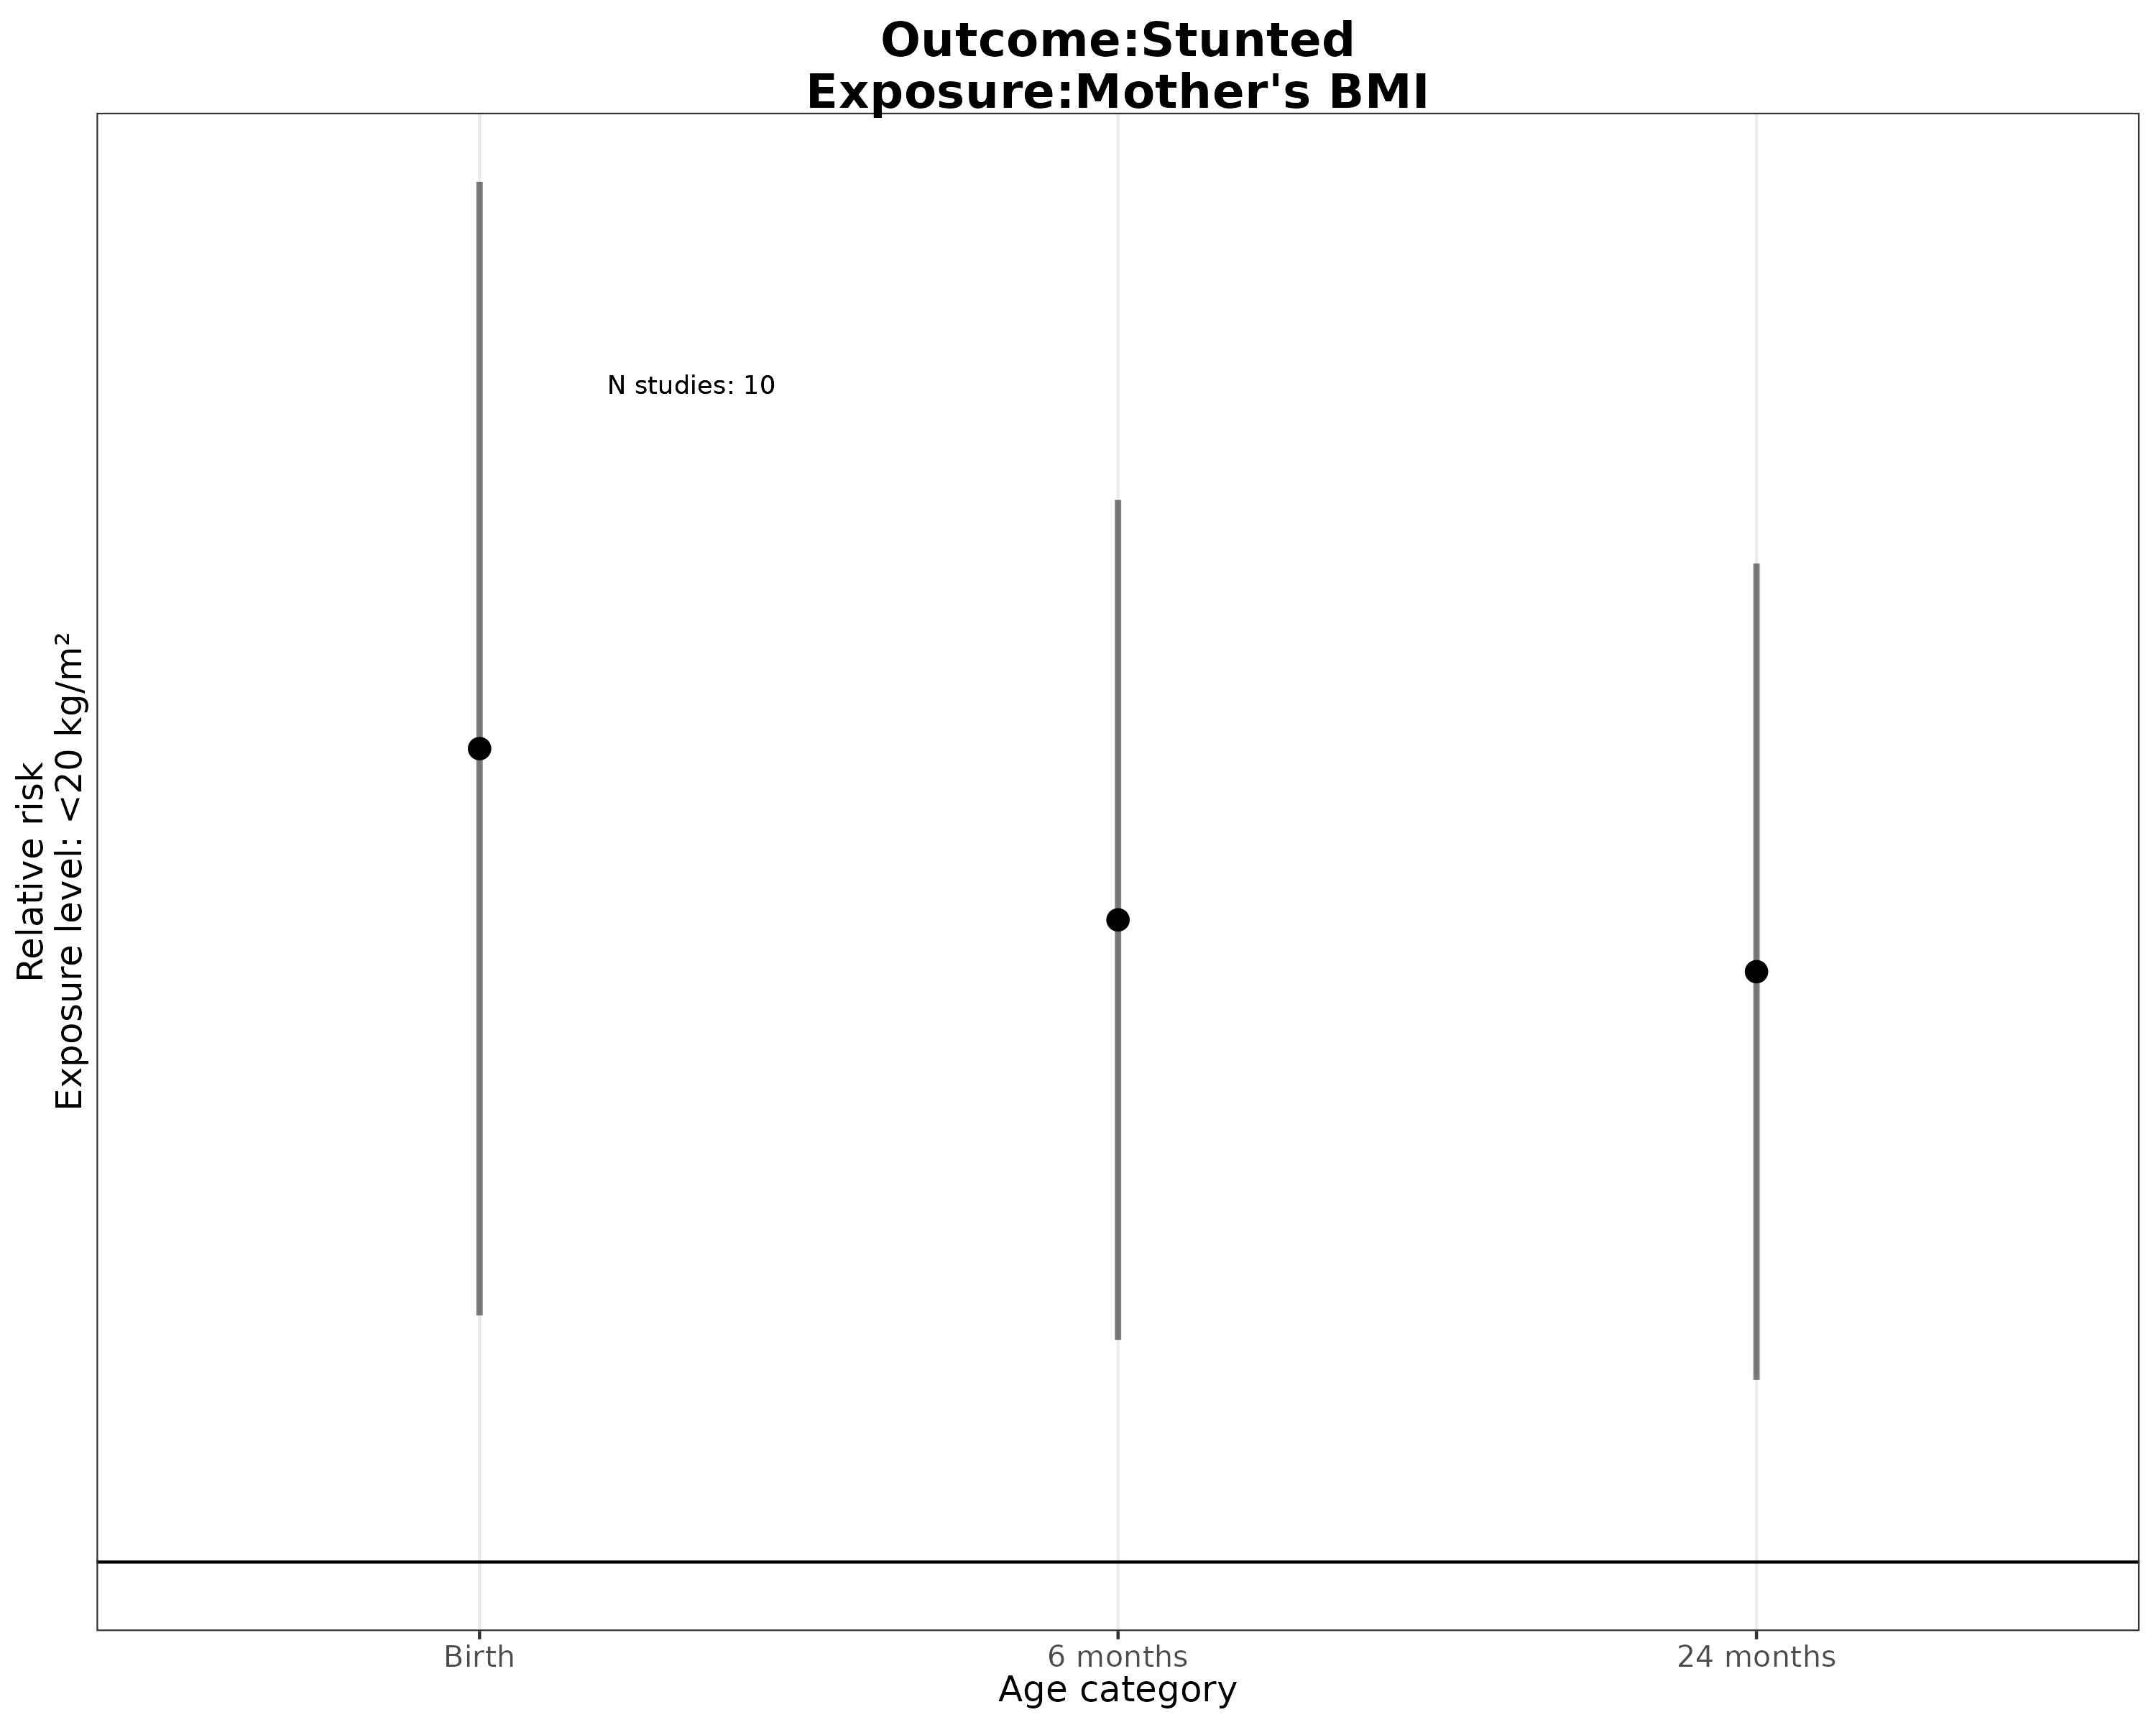 Outcome:Stunted
Exposure:Mother's BMI
Relative risk
Exposure level: <20 kg/m²
N studies: 10
Birth
6 months
24 months
Age category